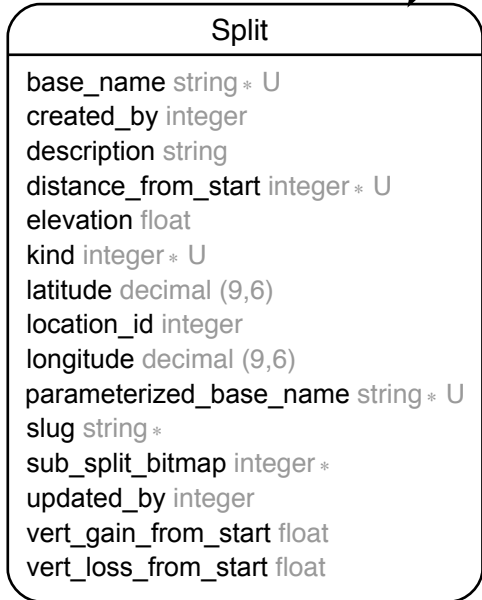 Split
base_name string ∗ U
created_by integer
description string
distance_from_start integer ∗ U
elevation float
kind integer ∗ U
latitude decimal (9,6)
location_id integer
longitude decimal (9,6)
parameterized_base_name string ∗ U
slug string ∗
sub_split_bitmap integer ∗
updated_by integer
vert_gain_from_start float
vert_loss_from_start float